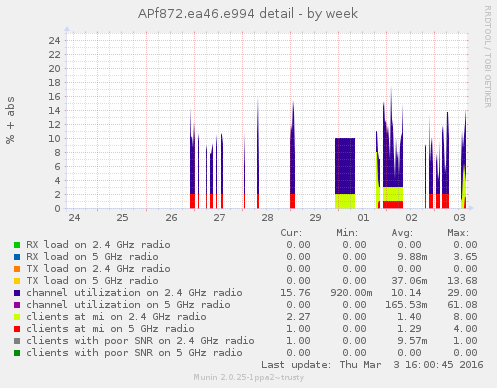 APf872.ea46.e994 detail - by week
RRDTOOL / TOBI OETIKER
% + abs
24
22
20
18
16
14
12
10
8
6
4
2
0
24 25 26 27 28 29 01 02 03
Cur: Min: Avg: Max:
RX load on 2.4 GHz radio 0.00 0.00 0.00 0.00
RX load on 5 GHz radio 0.00 0.00 9.88m 3.65
TX load on 2.4 GHz radio 0.00 0.00 0.00 0.00
TX load on 5 GHz radio 0.00 0.00 37.06m 13.68
channel utilization on 2.4 GHz radio 15.76 920.00m 10.14 29.00
channel utilization on 5 GHz radio 0.00 0.00 165.53m 61.08
clients at mi on 2.4 GHz radio 2.27 0.00 1.40 8.00
clients at mi on 5 GHz radio 1.00 0.00 1.29 4.00
clients with poor SNR on 2.4 GHz radio 1.00 0.00 9.57m 1.00
clients with poor SNR on 5 GHz radio 0.00 0.00 0.00 0.00
Last update: Thu Mar 3 16:00:45 2016
Munin 2.0.25-1ppa2~trusty